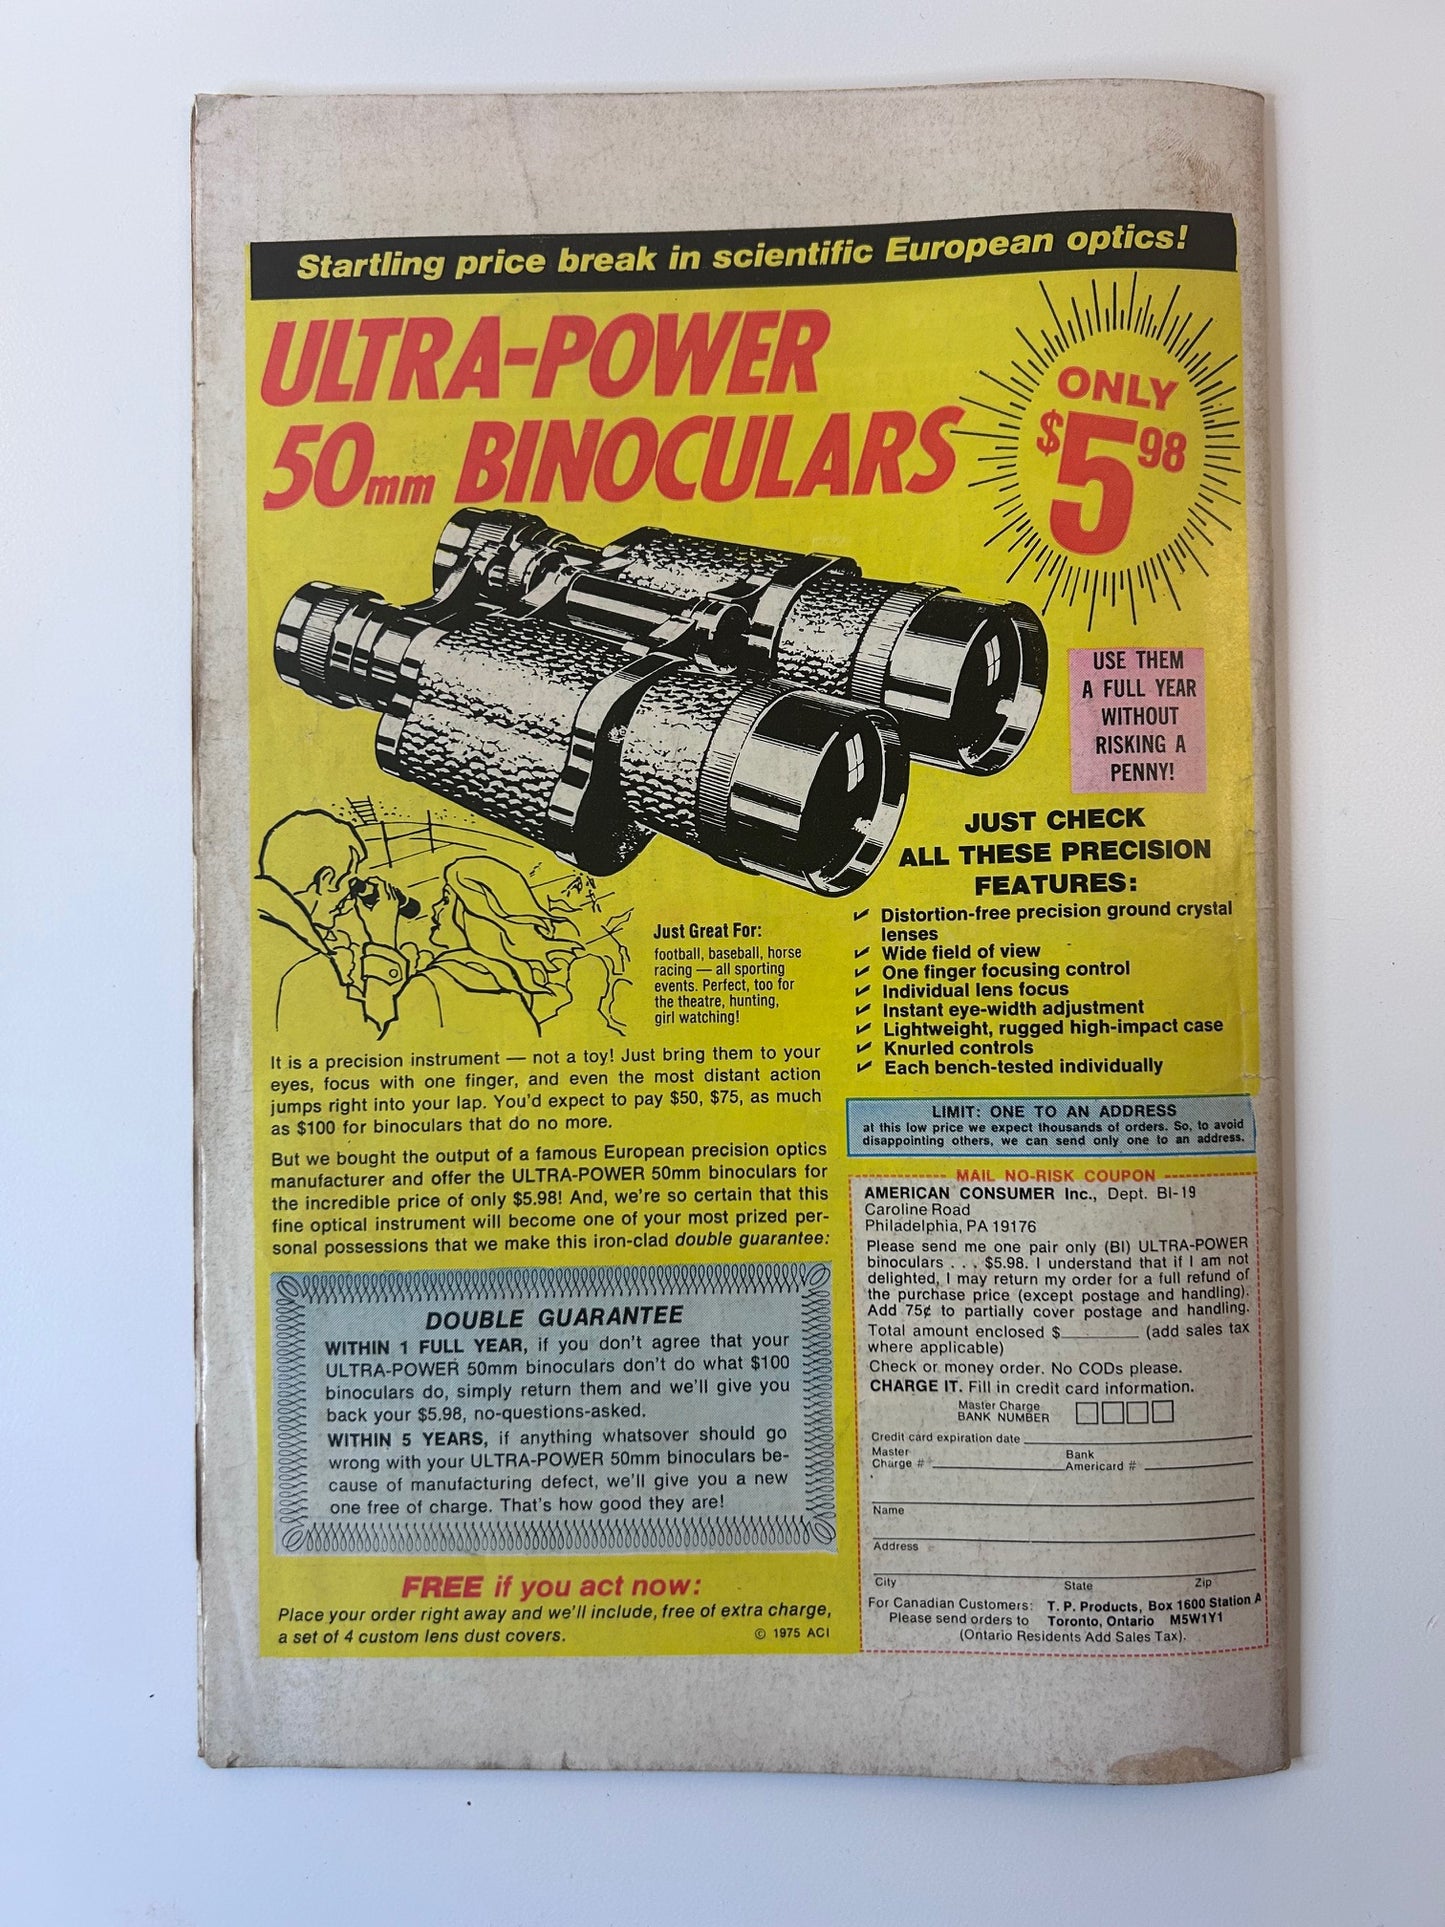 Startling price break in scientific European optics!
ULTRA-POWER
50mm BINOCULARS
ONLY
$5 98
USE THEM
A FULL YEAR
WITHOUT
RISKING A
PENNY!
JUST CHECK
ALL THESE PRECISION
FEATURES:
✔ Distortion-free precision ground crystal
lenses
✔ Wide field of view
✔ One finger focusing control
✔ Individual lens focus
✔ Instant eye-width adjustment
✔ Lightweight, rugged high-impact case
✔ Knurled controls
✔ Each bench-tested individually
Just Great For:
football, baseball, horse
racing — all sporting
events. Perfect, too for
the theatre, hunting,
girl watching!
It is a precision instrument — not a toy! Just bring them to your
eyes, focus with one finger, and even the most distant action
jumps right into your lap. You'd expect to pay $50, $75, as much
as $100 for binoculars that do no more.
But we bought the output of a famous European precision optics
manufacturer and offer the ULTRA-POWER 50mm binoculars for
the incredible price of only $5.98! And, we're so certain that this
fine optical instrument will become one of your most prized per-
sonal possessions that we make this iron-clad double guarantee:
DOUBLE GUARANTEE
WITHIN 1 FULL YEAR, if you don't agree that your
ULTRA-POWER 50mm binoculars don't do what $100
binoculars do, simply return them and we'll give you
back your $5.98, no-questions-asked.
WITHIN 5 YEARS, if anything whatsover should go
wrong with your ULTRA-POWER 50mm binoculars be-
cause of manufacturing defect, we'll give you a new
one free of charge. That's how good they are!
FREE if you act now:
Place your order right away and we'll include, free of extra charge,
a set of 4 custom lens dust covers.
© 1975 ACI
LIMIT: ONE TO AN ADDRESS
at this low price we expect thousands of orders. So, to avoid
disappointing others, we can send only one to an address.
MAIL NO-RISK COUPON
AMERICAN CONSUMER Inc., Dept. BI-19
Caroline Road
Philadelphia, PA 19176
Please send me one pair only (BI) ULTRA-POWER
binoculars . . . $5.98. I understand that if I am not
delighted, I may return my order for a full refund of
the purchase price (except postage and handling).
Add 75¢ to partially cover postage and handling.
Total amount enclosed $________ (add sales tax
where applicable)
Check or money order. No CODs please.
CHARGE IT. Fill in credit card information.
Master Charge
BANK NUMBER
Credit card expiration date
Master Bank
Charge # Americard #
Name
Address
City State Zip
For Canadian Customers: T. P. Products, Box 1600 Station A
Please send orders to Toronto, Ontario M5W1Y1
(Ontario Residents Add Sales Tax).